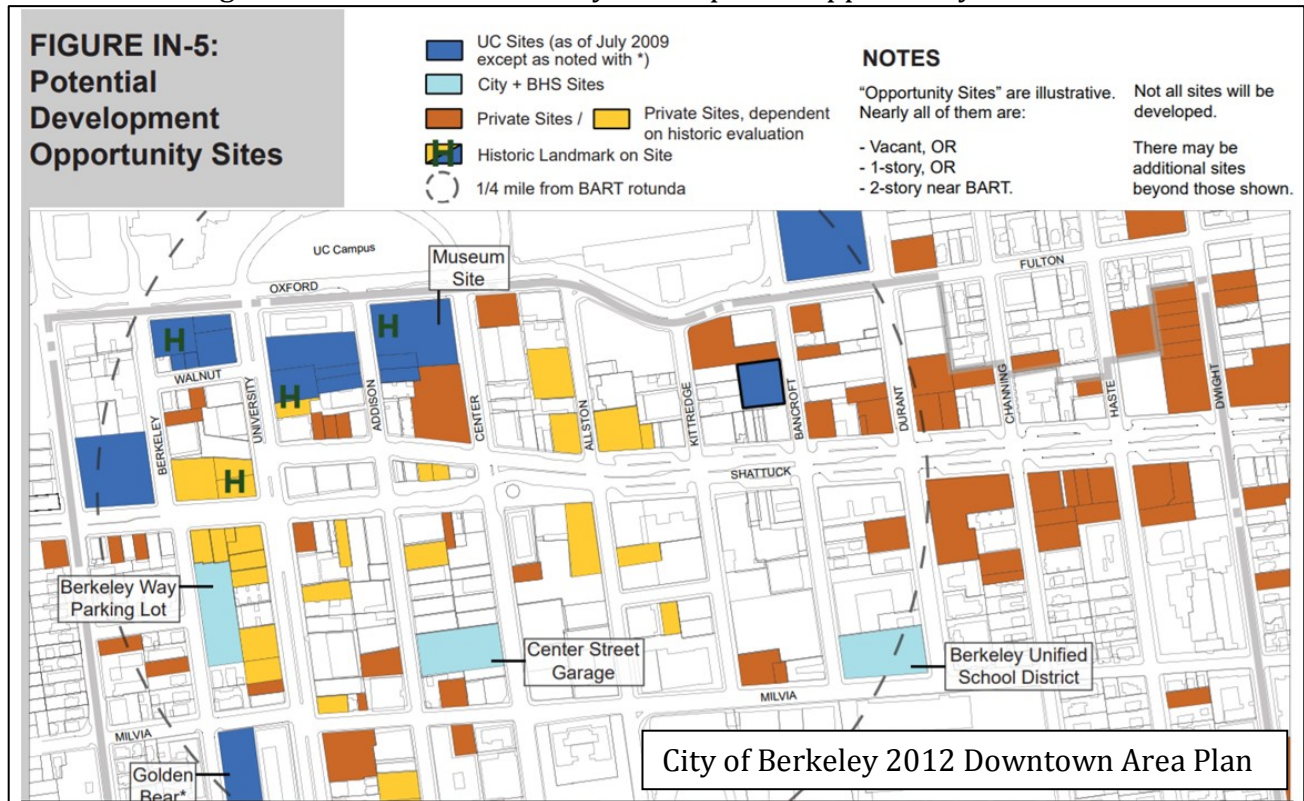 FIGURE IN-5:
Potential
Development
Opportunity Sites
UC Sites (as of July 2009
except as noted with *)
City + BHS Sites
Private Sites /
Private Sites, dependent
on historic evaluation
H
Historic Landmark on Site
1/4 mile from BART rotunda
NOTES
“Opportunity Sites” are illustrative.
Nearly all of them are:
- Vacant, OR
- 1-story, OR
- 2-story near BART.
Not all sites will be
developed.
There may be
additional sites
beyond those shown.
UC Campus
Museum
Site
OXFORD
FULTON
H
H
WALNUT
H
H
BERKELEY
UNIVERSITY
ADDISON
CENTER
ALLSTON
KITTREDGE
BANCROFT
DURANT
CHANNING
HASTE
DWIGHT
SHATTUCK
Berkeley Way
Parking Lot
Center Street
Garage
Berkeley Unified
School District
MILVIA
MILVIA
Golden
Bear*
City of Berkeley 2012 Downtown Area Plan